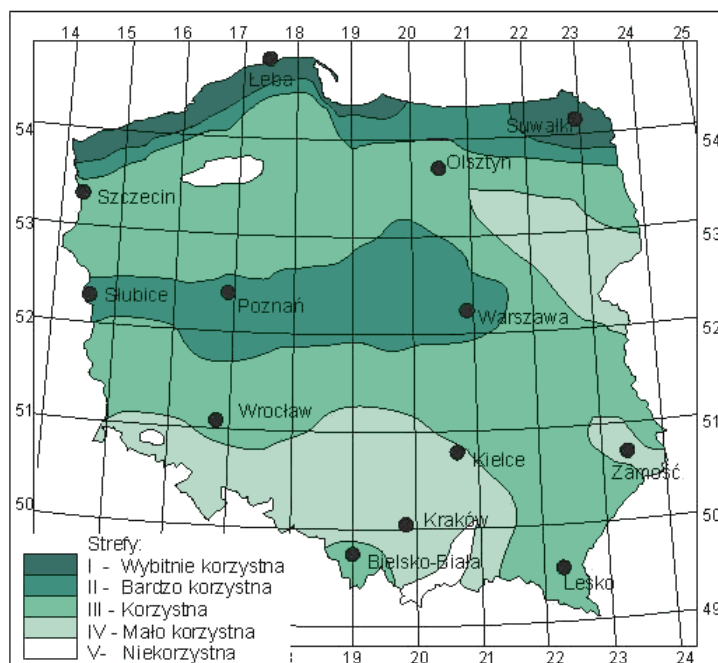 14 15 16 17 18 19 20 21 22 23 24 25
Łeba
54
Suwałki
54
Olsztyn
Szczecin
53
53
Słubice
Poznań
Warszawa
52
52
Wrocław
51
51
Kielce
Zamość
50
Kraków
50
Bielsko-Biała
Lesko
Strefy:
I - Wybitnie korzystna
II - Bardzo korzystna
III - Korzystna
IV - Mało korzystna
V- Niekorzystna
49
19 20 21 22 23 24